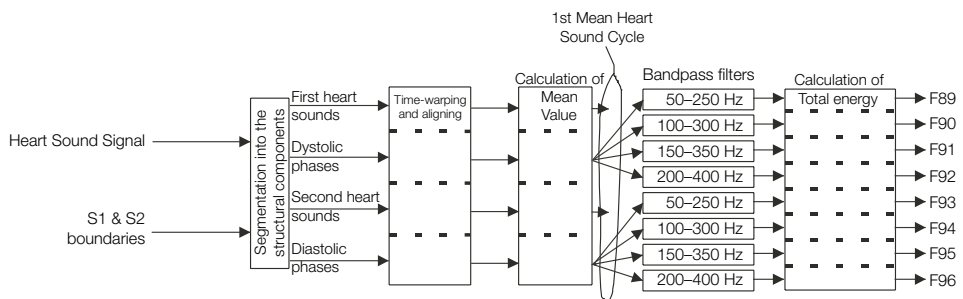 1st Mean Heart
Sound Cycle
Heart Sound Signal
S1 & S2
boundaries
Segmentation into the
structural components
First heart
sounds
Dystolic
phases
Second heart
sounds
Diastolic
phases
Time-warping
and aligning
Calculation of
Mean
Value
Bandpass filters
50–250 Hz
100–300 Hz
150–350 Hz
200–400 Hz
50–250 Hz
100–300 Hz
150–350 Hz
200–400 Hz
Calculation of
Total energy
F89
F90
F91
F92
F93
F94
F95
F96